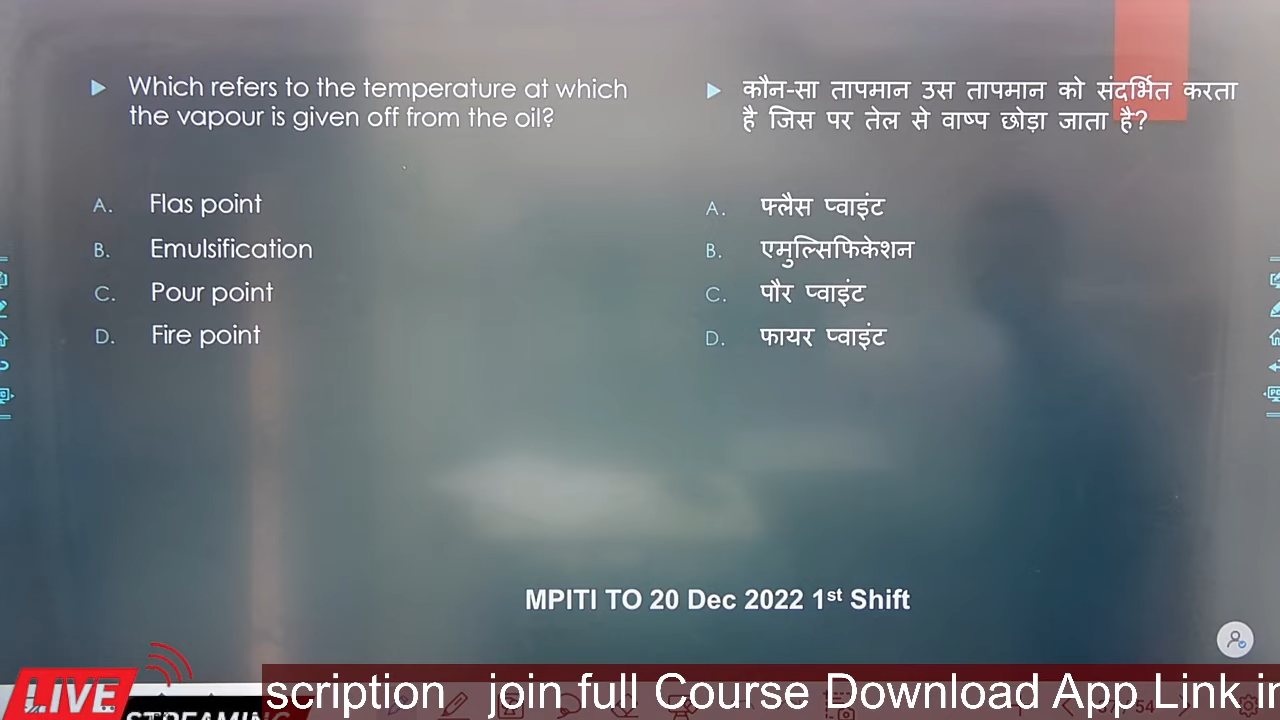 Which refers to the temperature at which
the vapour is given off from the oil?
A. Flas point
B. Emulsification
C. Pour point
D. Fire point
कौन-सा तापमान उस तापमान को संदर्भित करता
है जिस पर तेल से वाष्प छोड़ा जाता है?
A. फ्लैस प्वाइंट
B. एमुल्सिफिकेशन
C. पौर प्वाइंट
D. फायर प्वाइंट
MPITI TO 20 Dec 2022 1st Shift
LIVE
STREAMING
scription join full Course Download App Link in
54